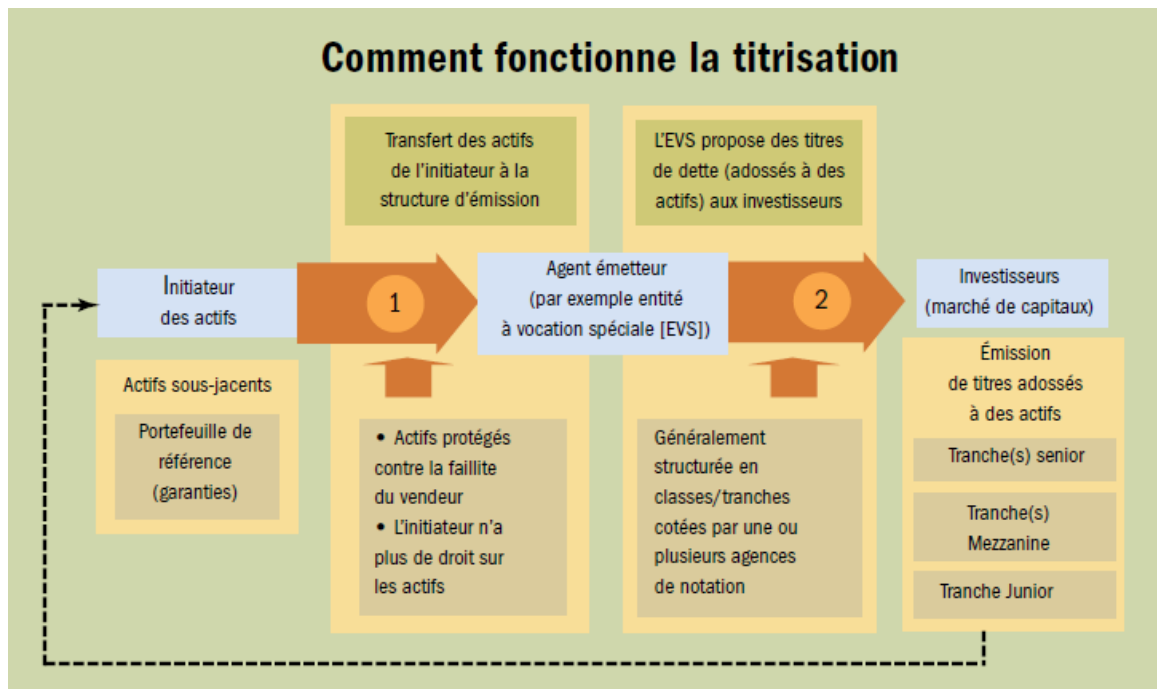 Comment fonctionne la titrisation
Transfert des actifs
de l'initiateur à la
structure d'émission
L'EVS propose des titres
de dette (adossés à des
actifs) aux investisseurs
Initiateur
des actifs
1
Agent émetteur
(par exemple entité
à vocation spéciale [EVS])
2
Investisseurs
(marché de capitaux)
Actifs sous-jacents
Portefeuille de
référence
(garanties)
• Actifs protégés
contre la faillite
du vendeur
• L'initiateur n'a
plus de droit sur
les actifs
Généralement
structurée en
classes/tranches
cotées par une ou
plusieurs agences
de notation
Émission
de titres adossés
à des actifs
Tranche(s) senior
Tranche(s)
Mezzanine
Tranche Junior